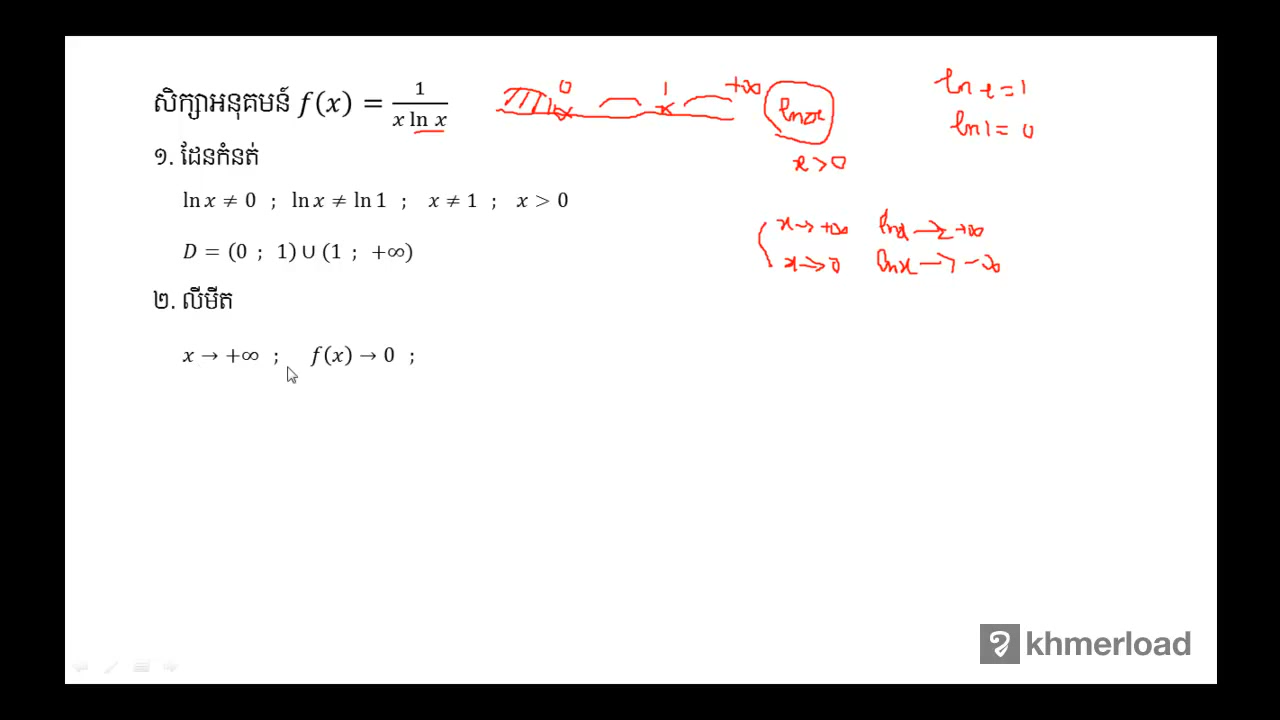 សិក្សាអនុគមន៍ f(x) = 1/(x ln x)
0 1 +∞
ln x
x > 0
ln e = 1
ln 1 = 0
១. ដែនកំនត់
ln x ≠ 0 ; ln x ≠ ln 1 ; x ≠ 1 ; x > 0
D = (0 ; 1) ∪ (1 ; +∞)
x → +∞ ln x → +∞
x → 0 ln x → −∞
២. លីមីត
x → +∞ ; f(x) → 0 ;
khmerload